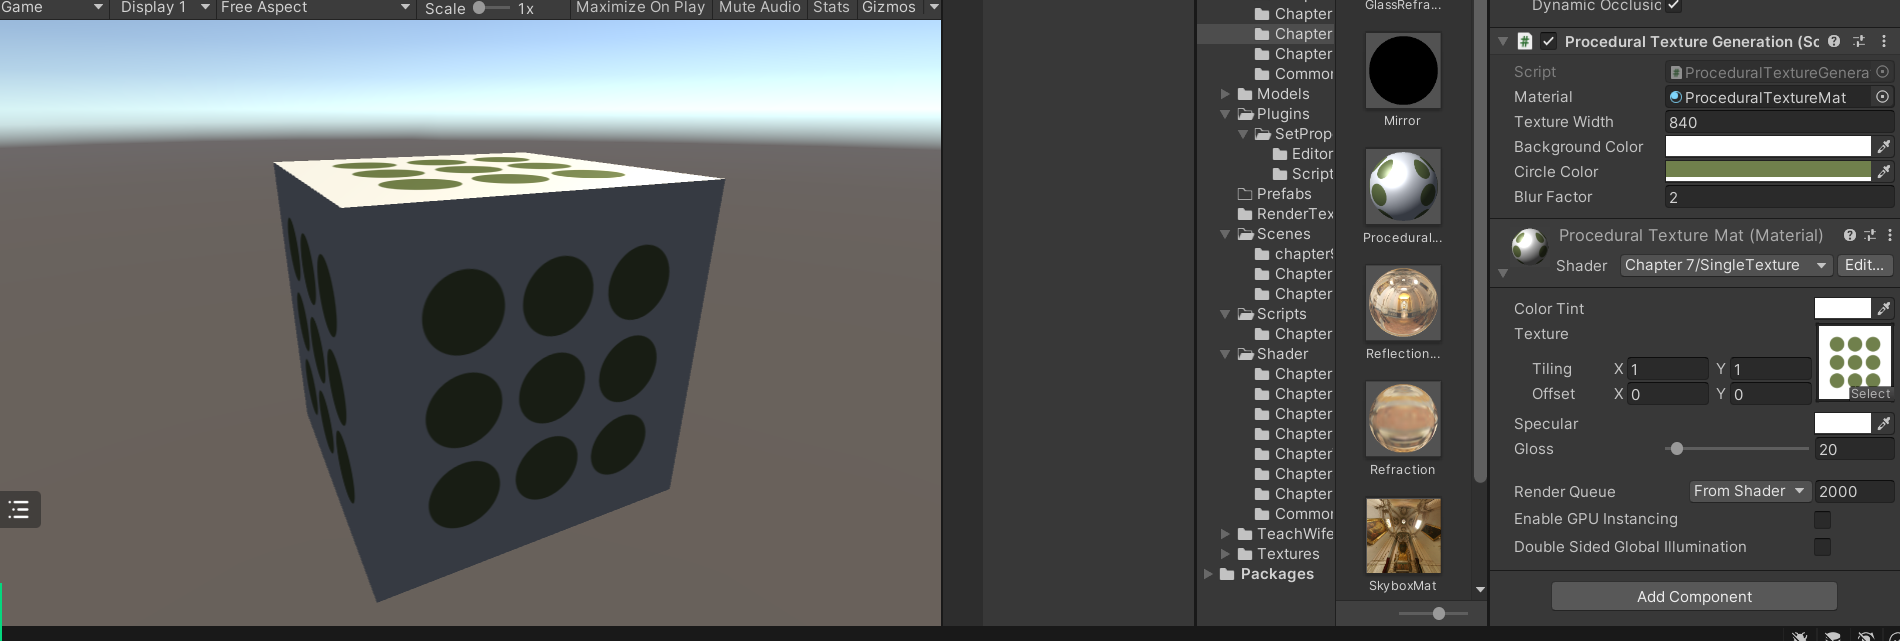 Game Display 1 Free Aspect Scale 1x Maximize On Play Mute Audio Stats Gizmos
Chapter
Chapter
Chapter
Commo
Models
Plugins
SetProp
Editor
Script
Prefabs
RenderTex
Scenes
chapter9
Chapter
Chapter
Scripts
Chapter
Shader
Chapter
Chapter
Chapter
Chapter
Chapter
Chapter
Chapter
Commo
TeachWife
Textures
Packages
GlassRefra...
Mirror
Procedural...
Reflection...
Refraction
SkyboxMat
Dynamic Occlusic
Procedural Texture Generation (Sc
Script ProceduralTextureGenera
Material ProceduralTextureMat
Texture Width 840
Background Color
Circle Color
Blur Factor 2
Procedural Texture Mat (Material)
Shader Chapter 7/SingleTexture Edit...
Color Tint
Texture
Tiling X 1 Y 1
Offset X 0 Y 0
Select
Specular
Gloss 20
Render Queue From Shader 2000
Enable GPU Instancing
Double Sided Global Illumination
Add Component